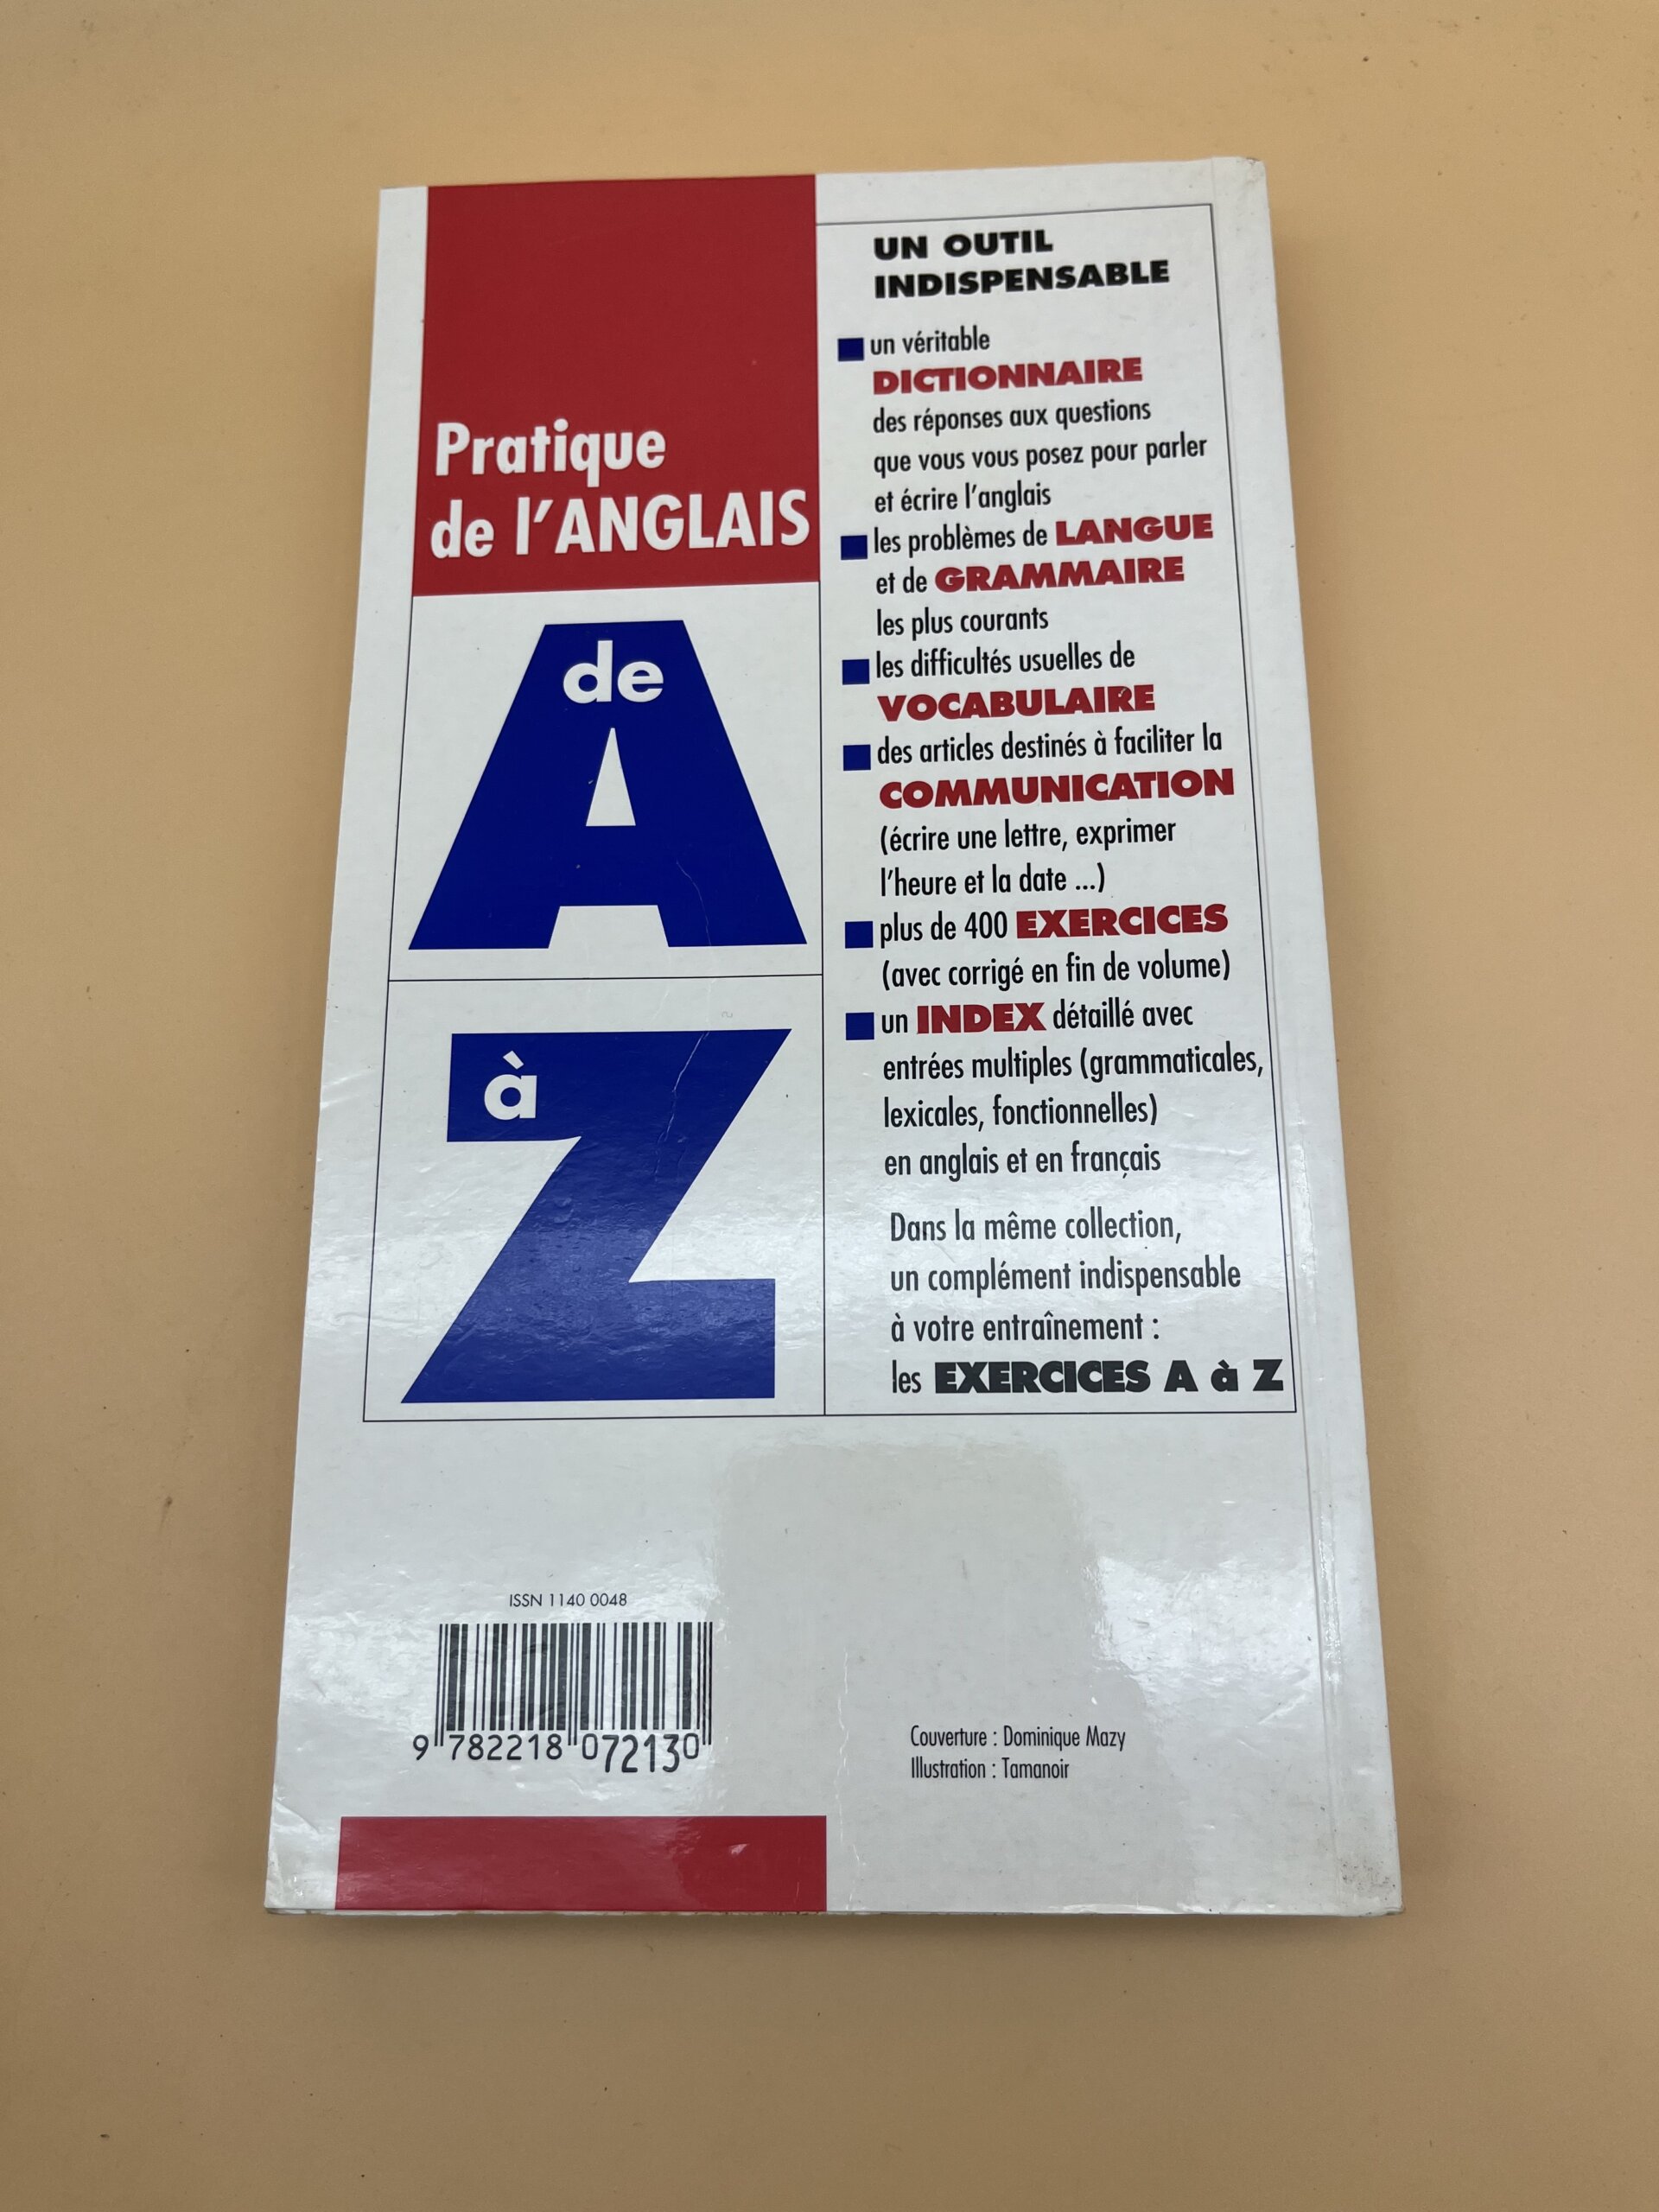 Pratique
de l'ANGLAIS
de
A
à
Z
UN OUTIL
INDISPENSABLE
un véritable
DICTIONNAIRE
des réponses aux questions
que vous vous posez pour parler
et écrire l'anglais
les problèmes de LANGUE
et de GRAMMAIRE
les plus courants
les difficultés usuelles de
VOCABULAIRE
des articles destinés à faciliter la
COMMUNICATION
(écrire une lettre, exprimer
l'heure et la date ...)
plus de 400 EXERCICES
(avec corrigé en fin de volume)
un INDEX détaillé avec
entrées multiples (grammaticales,
lexicales, fonctionnelles)
en anglais et en français
Dans la même collection,
un complément indispensable
à votre entraînement :
les EXERCICES A à Z
ISSN 1140 0048
9 782218 072130
Couverture : Dominique Mazy
Illustration : Tamanoir